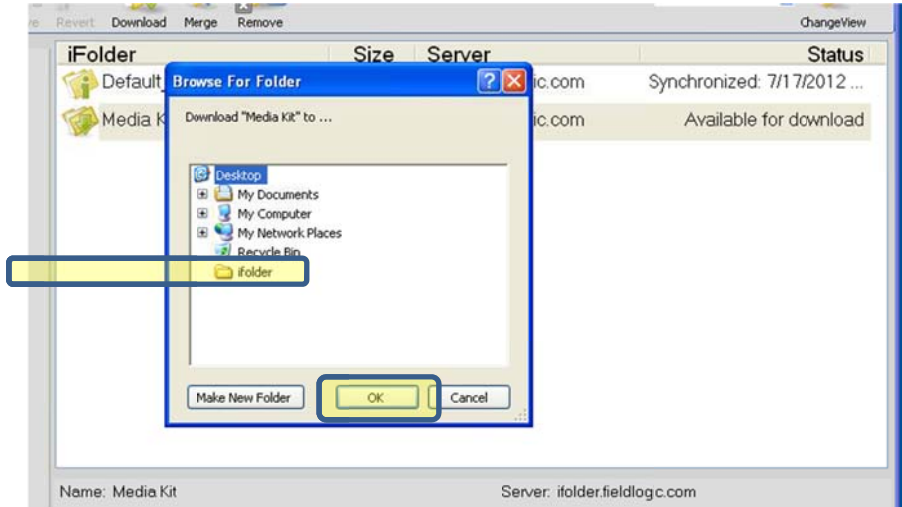 Revert Download Merge Remove ChangeView
iFolder Size Server Status
Default_ ic.com Synchronized: 7/17/2012 ...
Browse For Folder
Media K ic.com Available for download
Download "Media Kit" to ...
Desktop
My Documents
My Computer
My Network Places
Recycle Bin
ifolder
Make New Folder OK Cancel
Name: Media Kit Server: ifolder.fieldlogc.com